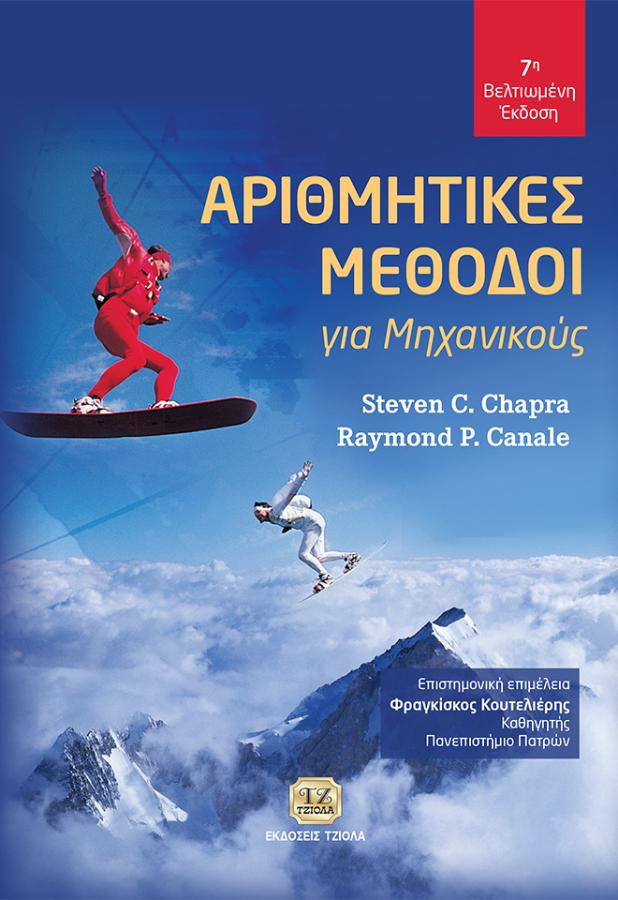 7η
Βελτιωμένη
Έκδοση
ΑΡΙΘΜΗΤΙΚΕΣ
ΜΕΘΟΔΟΙ
για Μηχανικούς
Steven C. Chapra
Raymond P. Canale
Επιστημονική επιμέλεια
Φραγκίσκος Κουτελιέρης
Καθηγητής
Πανεπιστήμιο Πατρών
TZ
ΤΖΙΟΛΑ
ΕΚΔΟΣΕΙΣ ΤΖΙΟΛΑ